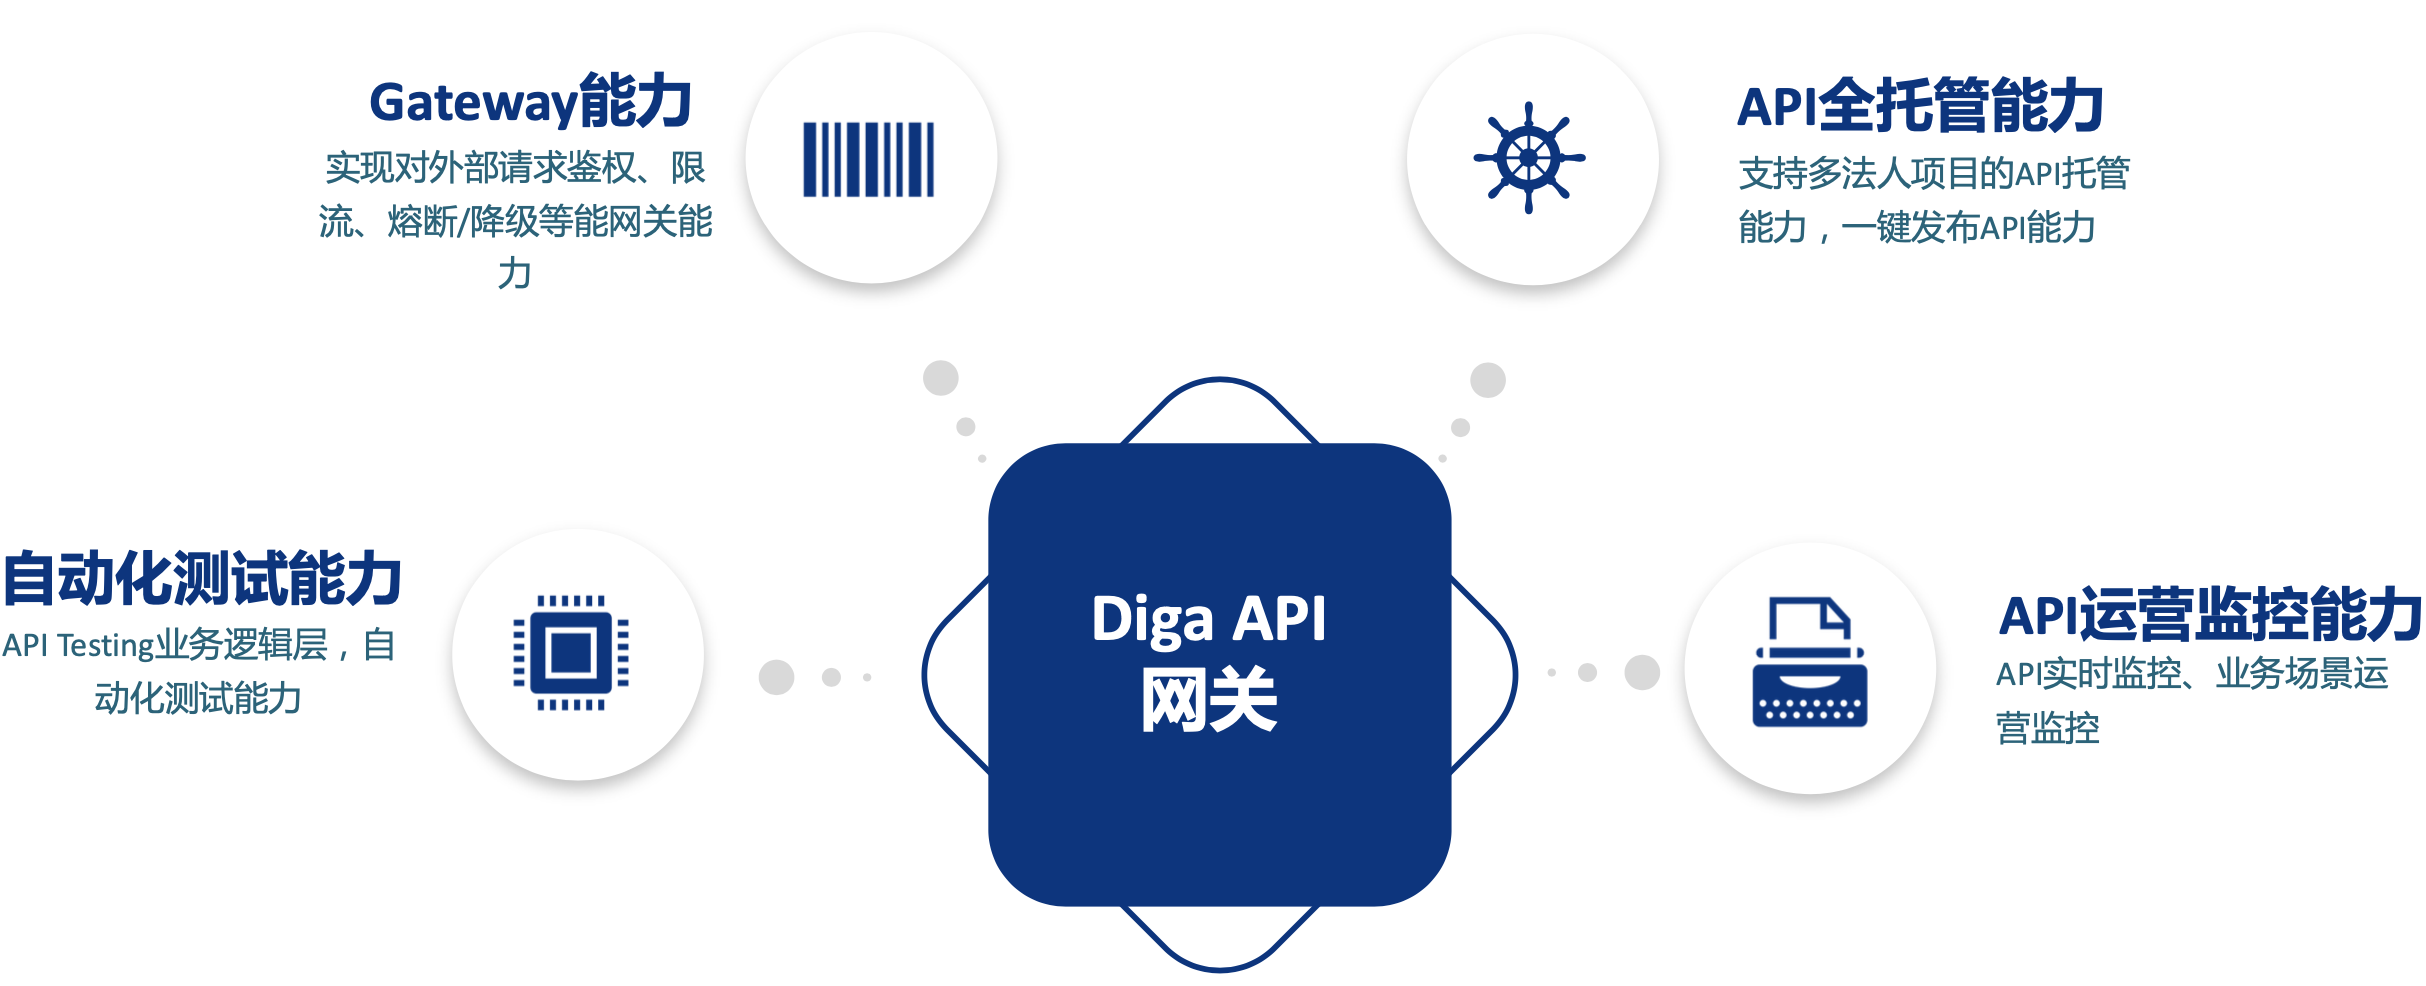 Gateway能力
实现对外部请求鉴权、限
流、熔断/降级等能网关能
力
API全托管能力
支持多法人项目的API托管
能力，一键发布API能力
自动化测试能力
API Testing业务逻辑层，自
动化测试能力
Diga API
网关
API运营监控能力
API实时监控、业务场景运
营监控